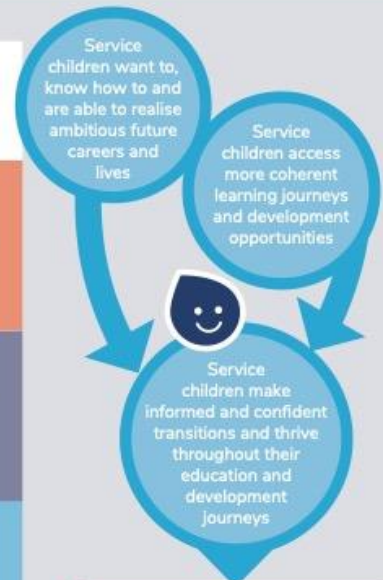 Service
children want to,
know how to and
are able to realise
ambitious future
careers and
lives
Service
children access
more coherent
learning journeys
and development
opportunities
Service
children make
informed and confident
transitions and thrive
throughout their
education and
development
journeys